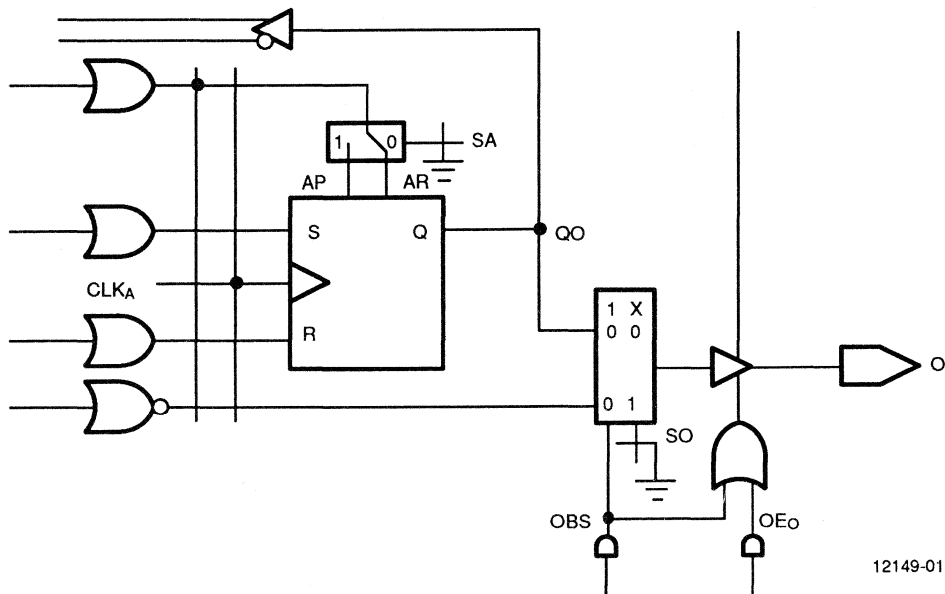 1 0 SA
AP AR
S Q QO
CLKA
R
1 X
0 0
O
0 1
SO
OBS OEO
12149-01